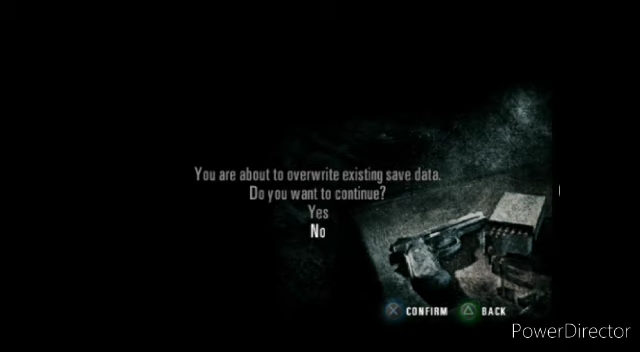 You are about to overwrite existing save data.
Do you want to continue?
Yes
No
CONFIRM
BACK
PowerDirector